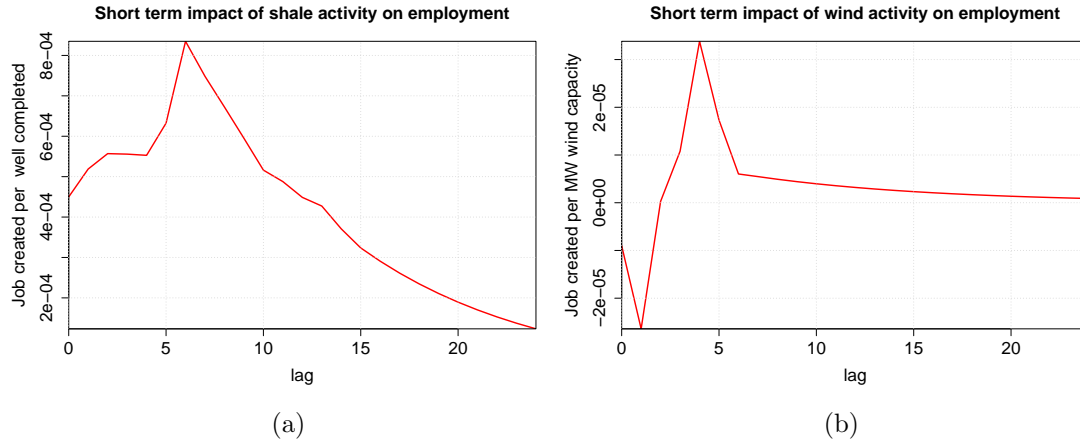 Short term impact of shale activity on employment
Job created per well completed
8e−04
6e−04
4e−04
2e−04
0 5 10 15 20
lag
(a)
Short term impact of wind activity on employment
Job created per MW wind capacity
2e−05
0e+00
−2e−05
0 5 10 15 20
lag
(b)